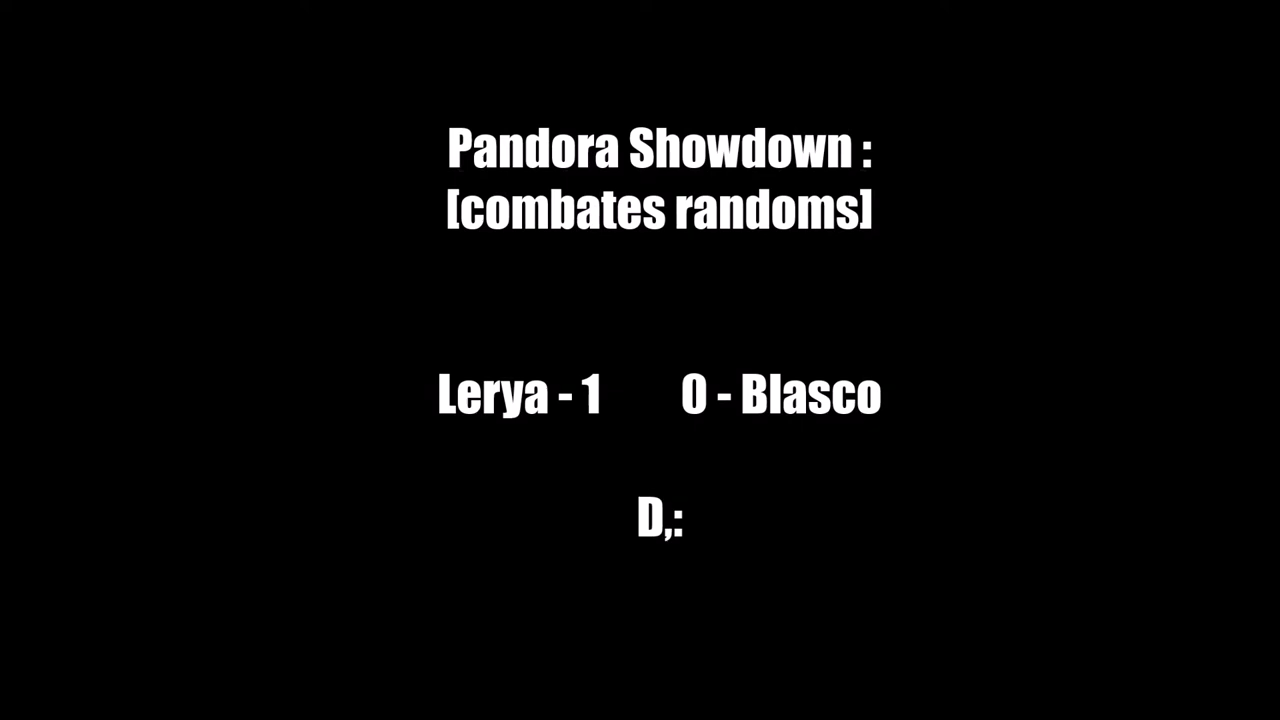 Pandora Showdown :
[combates randoms]
Lerya - 1 0 - Blasco
D,: